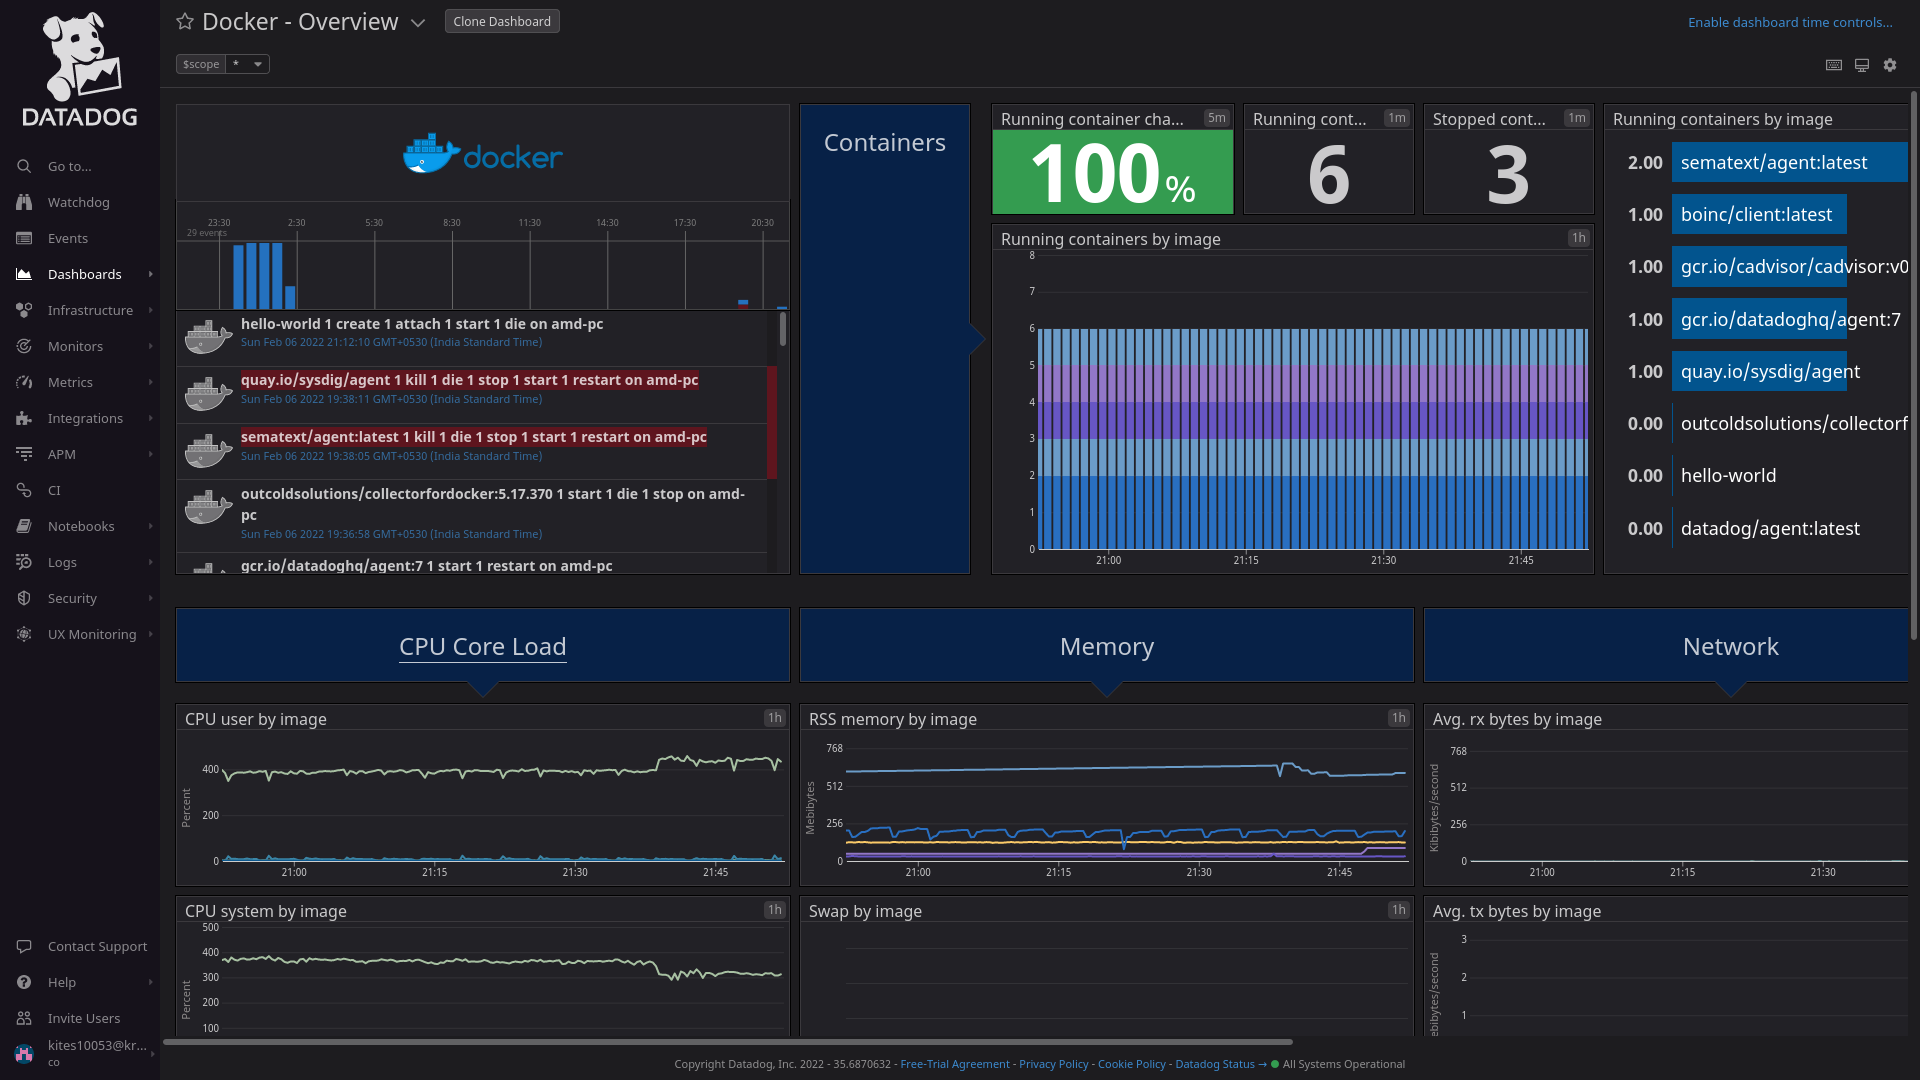 DATADOG
Go to...
Watchdog
Events
Dashboards
Infrastructure
Monitors
Metrics
Integrations
APM
CI
Notebooks
Logs
Security
UX Monitoring
Contact Support
Help
Invite Users
kites10053@kr...
co
Docker - Overview
Clone Dashboard
Enable dashboard time controls...
$scope *
docker
23:30 2:30 5:30 8:30 11:30 14:30 17:30 20:30
29 events
hello-world 1 create 1 attach 1 start 1 die on amd-pc
Sun Feb 06 2022 21:12:10 GMT+0530 (India Standard Time)
quay.io/sysdig/agent 1 kill 1 die 1 stop 1 start 1 restart on amd-pc
Sun Feb 06 2022 19:38:11 GMT+0530 (India Standard Time)
sematext/agent:latest 1 kill 1 die 1 stop 1 start 1 restart on amd-pc
Sun Feb 06 2022 19:38:05 GMT+0530 (India Standard Time)
outcoldsolutions/collectorfordocker:5.17.370 1 start 1 die 1 stop on amd-
pc
Sun Feb 06 2022 19:36:58 GMT+0530 (India Standard Time)
gcr.io/datadoghq/agent:7 1 start 1 restart on amd-pc
Containers
Running container cha... 5m
100%
Running cont... 1m
6
Stopped cont... 1m
3
Running containers by image 1h
8
7
6
5
4
3
2
1
0
21:00 21:15 21:30 21:45
Running containers by image
2.00 sematext/agent:latest
1.00 boinc/client:latest
1.00 gcr.io/cadvisor/cadvisor:v0
1.00 gcr.io/datadoghq/agent:7
1.00 quay.io/sysdig/agent
0.00 outcoldsolutions/collectorf
0.00 hello-world
0.00 datadog/agent:latest
CPU Core Load
Memory
Network
CPU user by image 1h
Percent
400
200
0
21:00 21:15 21:30 21:45
RSS memory by image 1h
Mebibytes
768
512
256
0
21:00 21:15 21:30 21:45
Avg. rx bytes by image
Kibibytes/second
768
512
256
0
21:00 21:15 21:30
CPU system by image 1h
Percent
500
400
300
200
100
Swap by image 1h
Avg. tx bytes by image
ebibytes/second
3
2
1
Copyright Datadog, Inc. 2022 - 35.6870632 - Free-Trial Agreement - Privacy Policy - Cookie Policy - Datadog Status → All Systems Operational